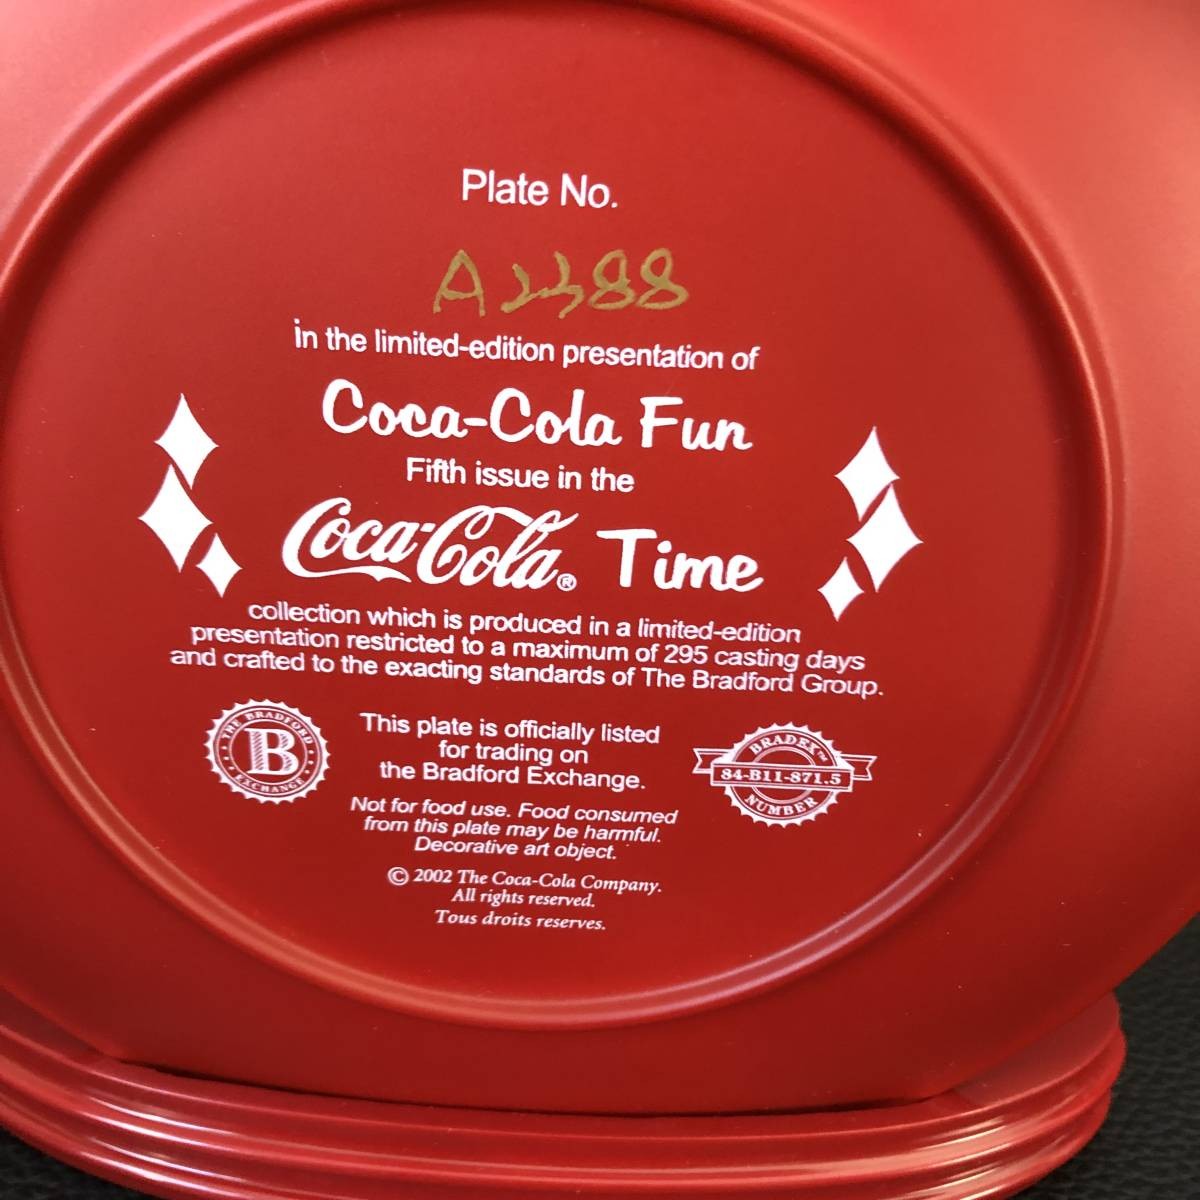 Plate No.
A2388
in the limited-edition presentation of
Coca-Cola Fun
Fifth issue in the
Coca-Cola® Time
collection which is produced in a limited-edition
presentation restricted to a maximum of 295 casting days
and crafted to the exacting standards of The Bradford Group.
THE BRADFORD
B
EXCHANGE
This plate is officially listed
for trading on
the Bradford Exchange.
BRADEX™
84-B11-871.5
NUMBER
Not for food use. Food consumed
from this plate may be harmful.
Decorative art object.
© 2002 The Coca-Cola Company.
All rights reserved.
Tous droits reserves.